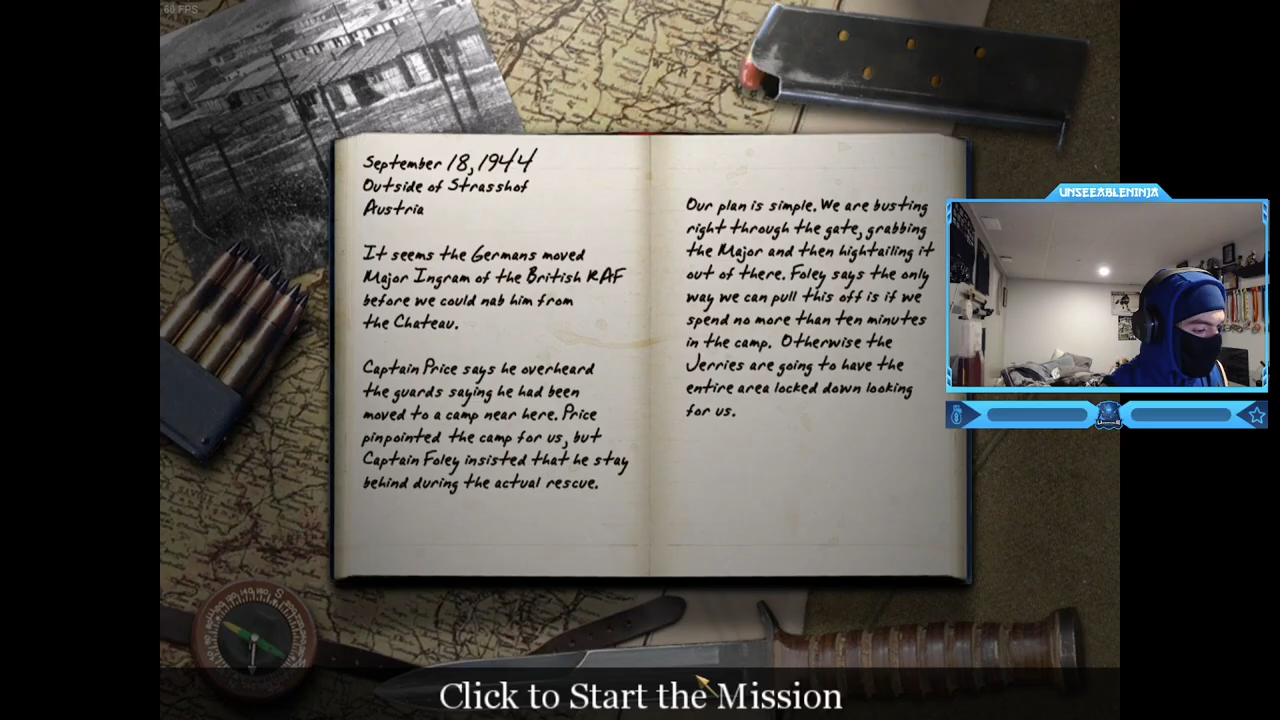 60 FPS
September 18, 1944
Outside of Strasshof
Austria
It seems the Germans moved
Major Ingram of the British RAF
before we could nab him from
the Chateau.
Captain Price says he overheard
the guards saying he had been
moved to a camp near here. Price
pinpointed the camp for us, but
Captain Foley insisted that he stay
behind during the actual rescue.
Our plan is simple. We are busting
right through the gate, grabbing
the Major and then hightailing it
out of there. Foley says the only
way we can pull this off is if we
spend no more than ten minutes
in the camp. Otherwise the
Jerries are going to have the
entire area locked down looking
for us.
UNSEEABLENINJA
Click to Start the Mission